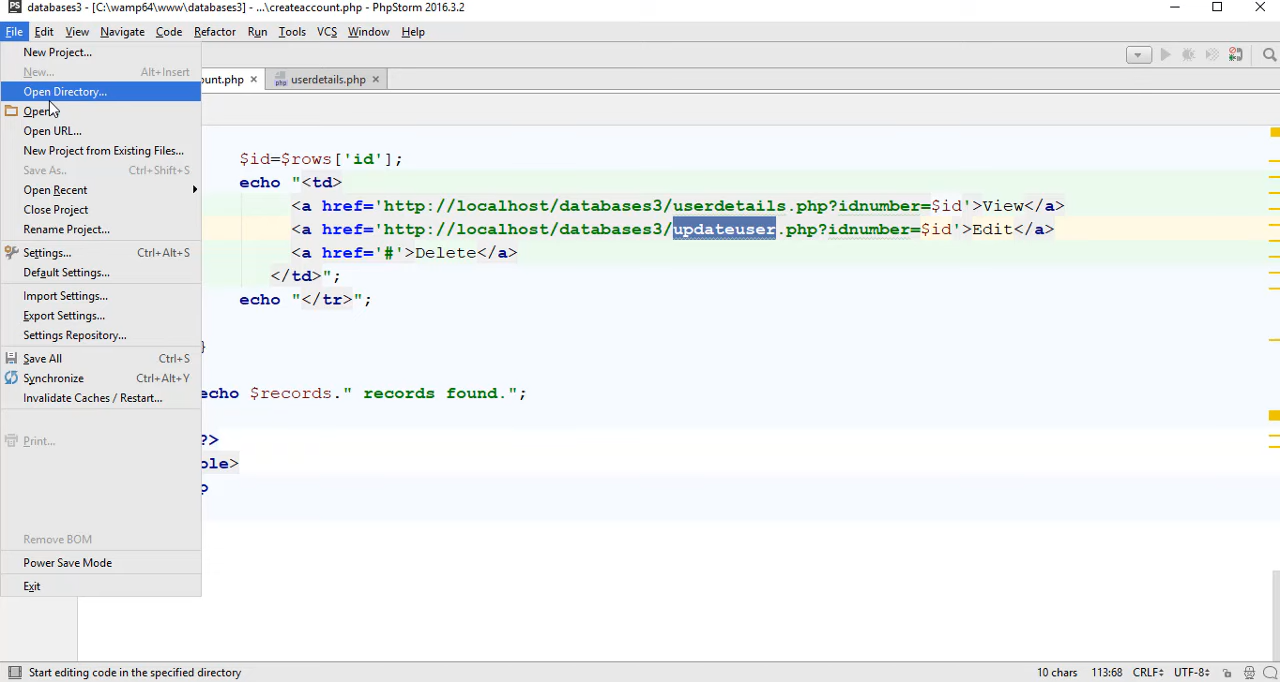 PS databases3 - [C:\wamp64\www\databases3] - ...\createaccount.php - PhpStorm 2016.3.2
File Edit View Navigate Code Refactor Run Tools VCS Window Help
New Project...
New... Alt+Insert
Open Directory...
Open
Open URL...
New Project from Existing Files...
Save As.. Ctrl+Shift+S
Open Recent
Close Project
Rename Project...
Settings... Ctrl+Alt+S
Default Settings...
Import Settings...
Export Settings...
Settings Repository...
Save All Ctrl+S
Synchronize Ctrl+Alt+Y
Invalidate Caches / Restart...
Print...
Remove BOM
Power Save Mode
Exit
ount.php userdetails.php
$id=$rows['id'];
echo "<td>
<a href='http://localhost/databases3/userdetails.php?idnumber=$id'>View</a>
<a href='http://localhost/databases3/updateuser.php?idnumber=$id'>Edit</a>
<a href='#'>Delete</a>
</td>";
echo "</tr>";
}
echo $records." records found.";
?>
ole>
Start editing code in the specified directory 10 chars 113:68 CRLF UTF-8